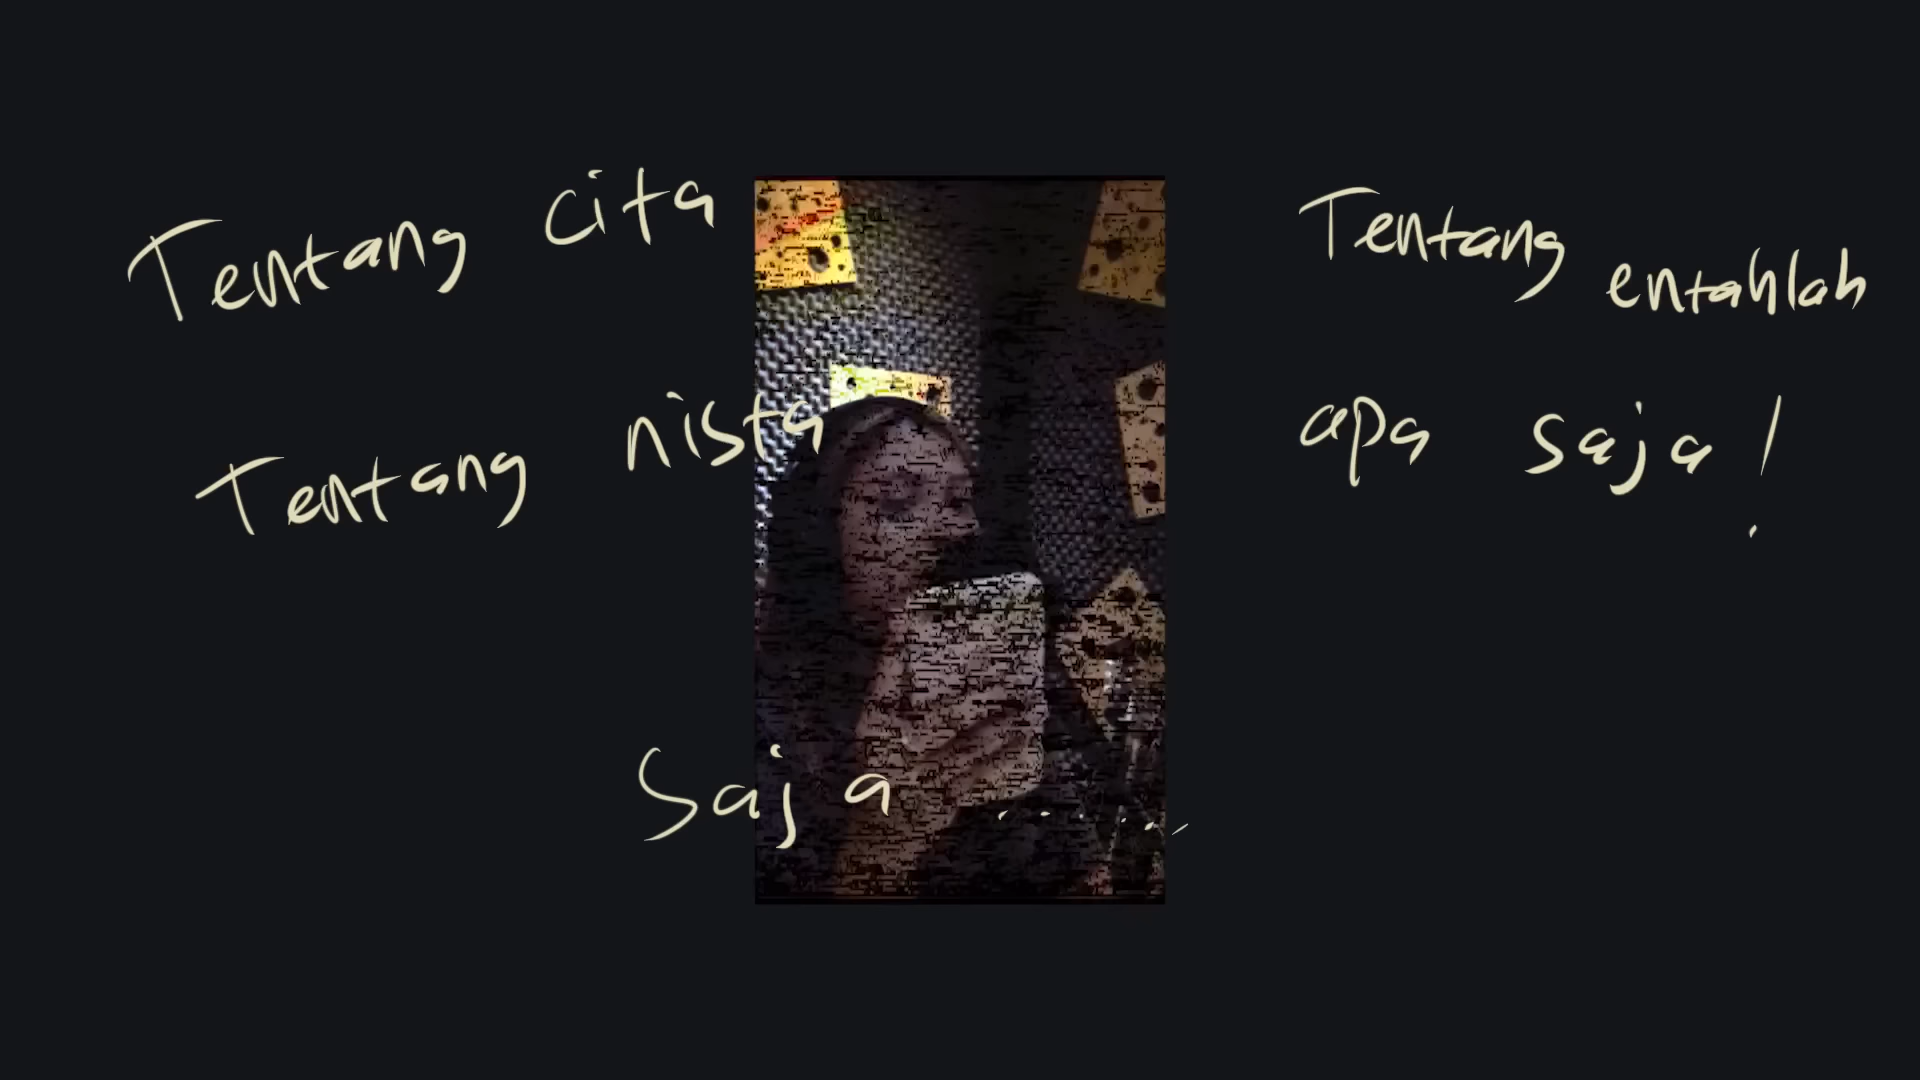 Tentang cita
Tentang nista
Saja ......
Tentang entahlah
apa saja!